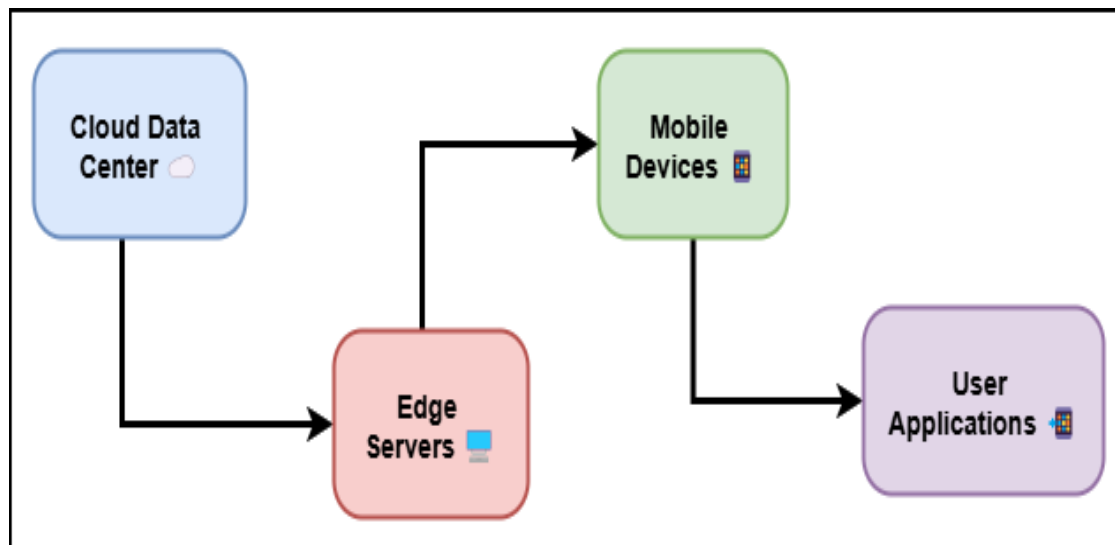 Cloud Data
Center
Edge
Servers
Mobile
Devices
User
Applications